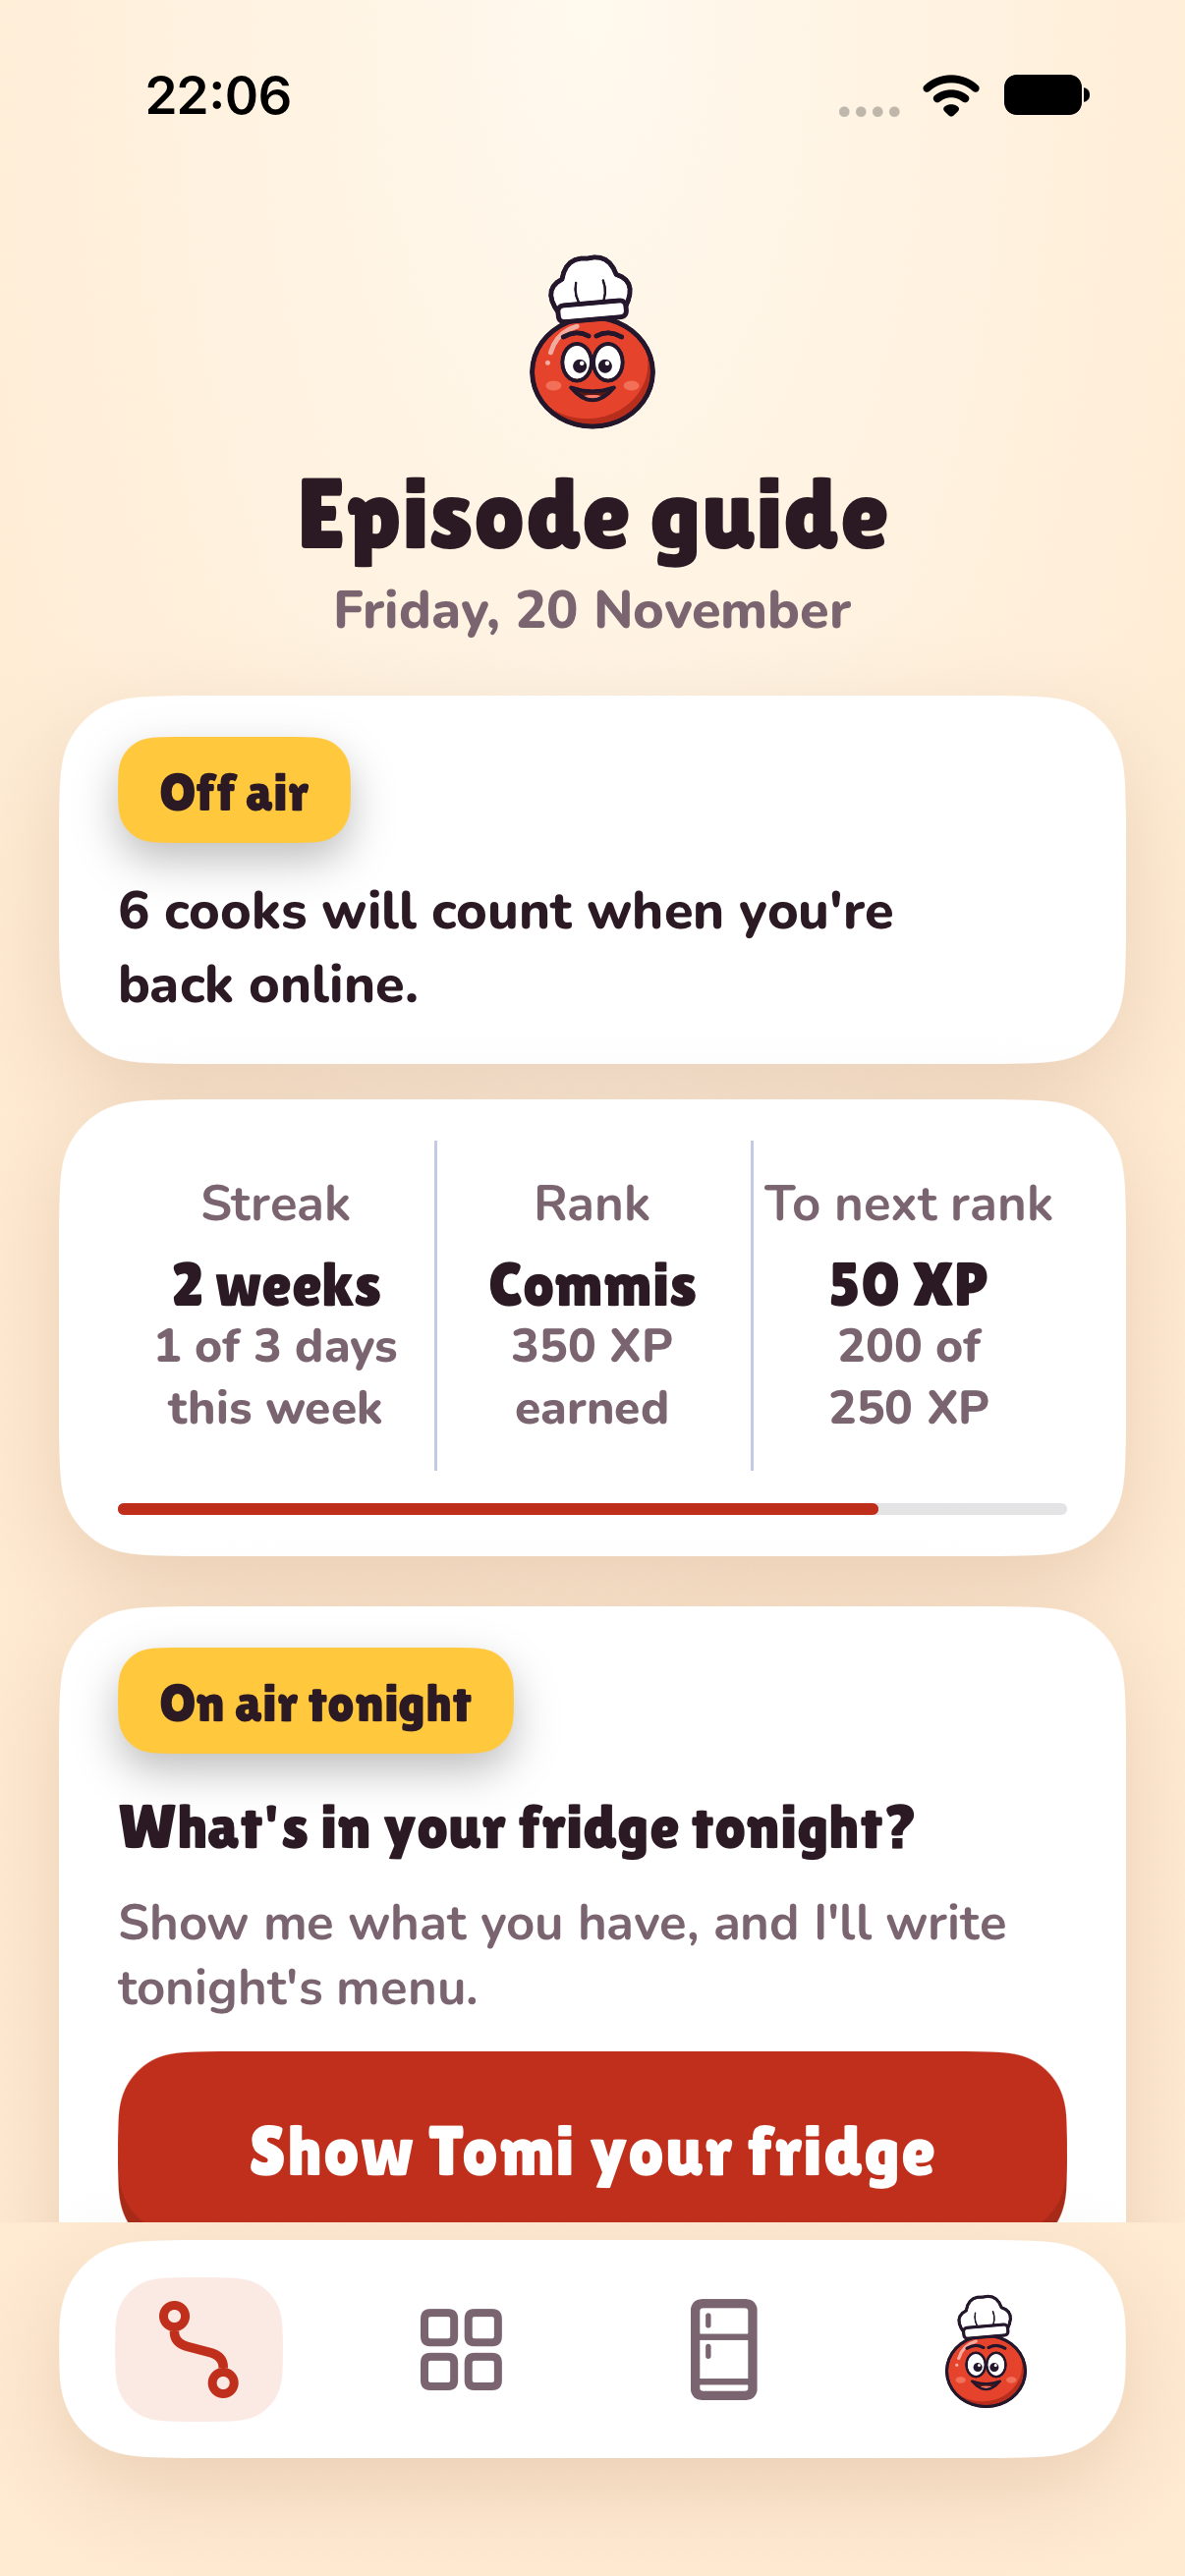 22:06
Episode guide
Friday, 20 November
Off air
6 cooks will count when you're
back online.
Streak
2 weeks
1 of 3 days
this week
Rank
Commis
350 XP
earned
To next rank
50 XP
200 of
250 XP
On air tonight
What's in your fridge tonight?
Show me what you have, and I'll write
tonight's menu.
Show Tomi your fridge